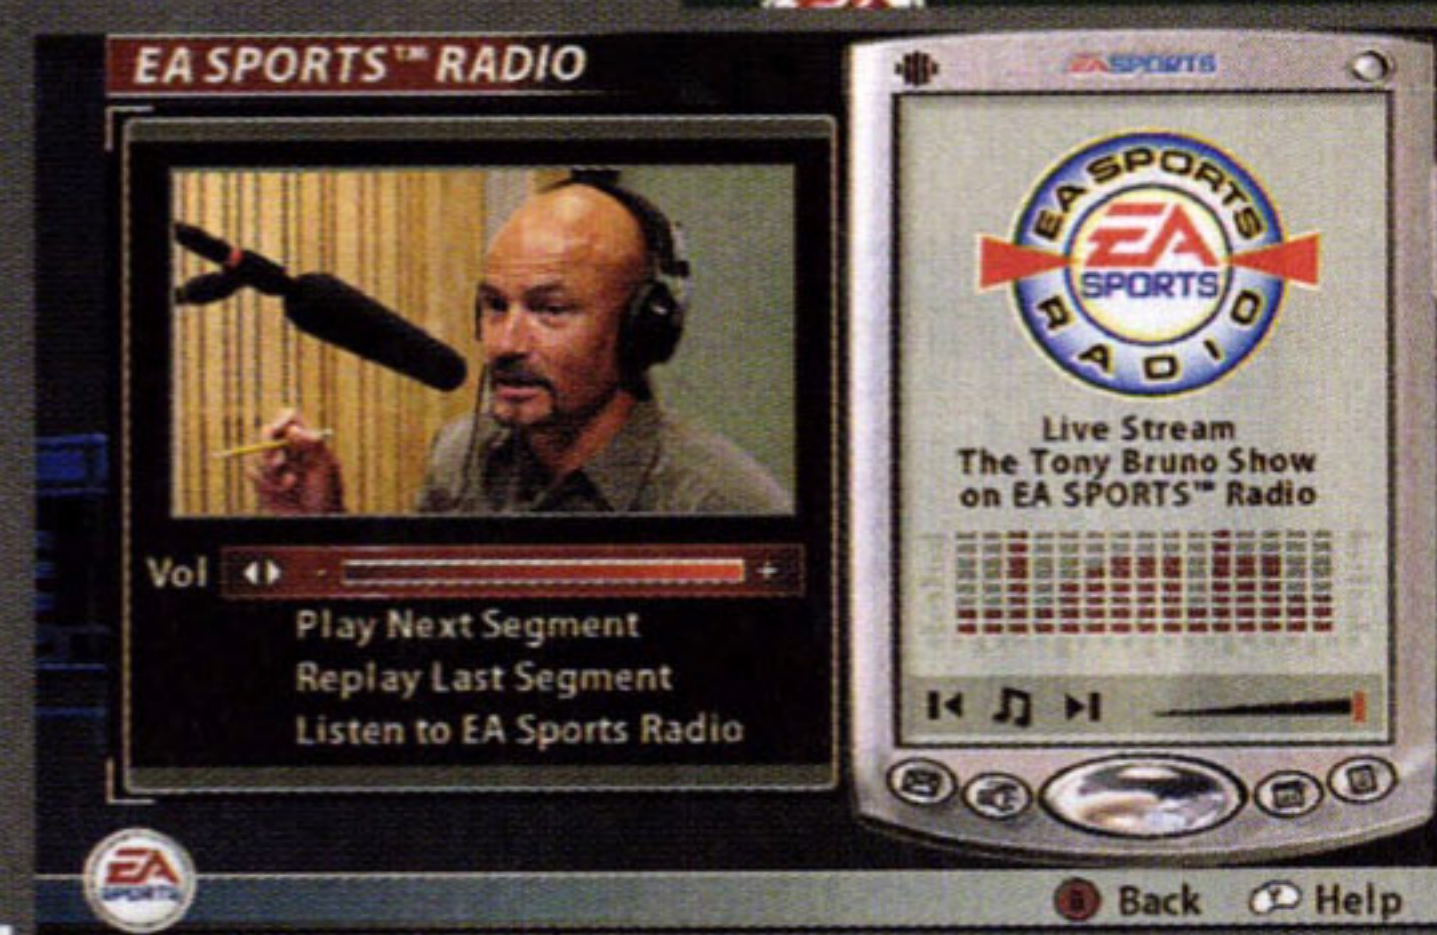 EA SPORTS™ RADIO
Vol - +
Play Next Segment
Replay Last Segment
Listen to EA Sports Radio
EA SPORTS
EA SPORTS
EA
SPORTS
RADIO
Live Stream
The Tony Bruno Show
on EA SPORTS™ Radio
EA
SPORTS
B Back Y Help